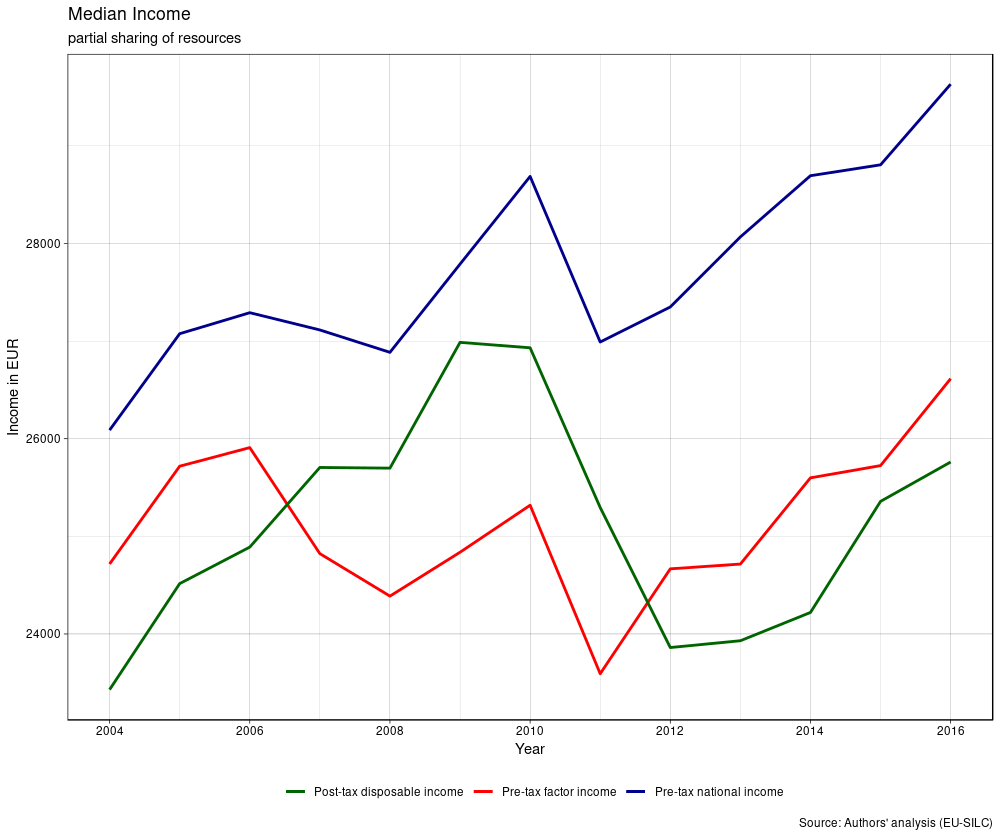 Median Income
partial sharing of resources
Income in EUR
28000
26000
24000
2004 2006 2008 2010 2012 2014 2016
Year
Post-tax disposable income Pre-tax factor income Pre-tax national income
Source: Authors' analysis (EU-SILC)